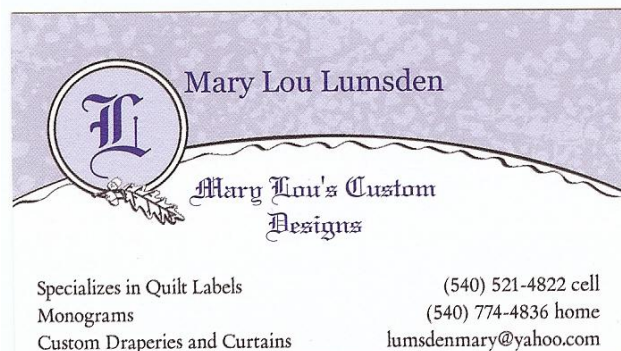 L
Mary Lou Lumsden
Mary Lou's Custom
Designs
Specializes in Quilt Labels
(540) 521-4822 cell
Monograms
(540) 774-4836 home
Custom Draperies and Curtains
lumsdenmary@yahoo.com